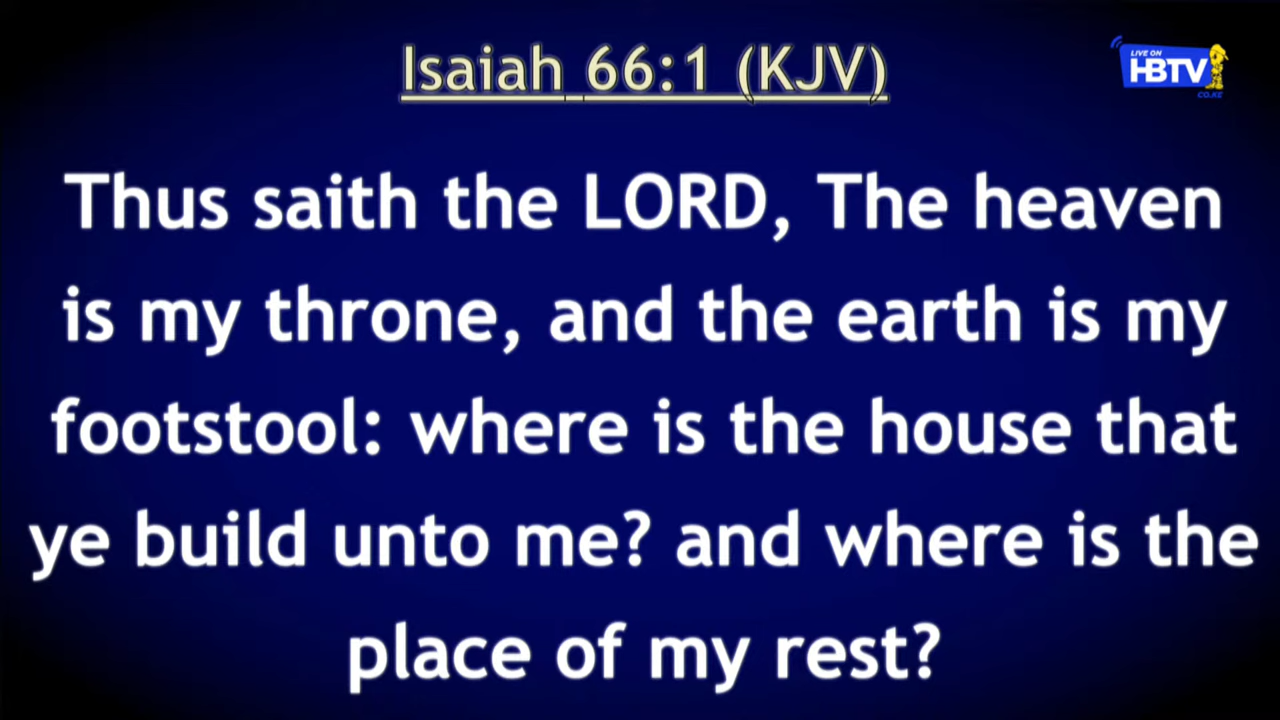 Isaiah 66:1 (KJV)
LIVE ON
HBTV
CO.KE
Thus saith the LORD, The heaven
is my throne, and the earth is my
footstool: where is the house that
ye build unto me? and where is the
place of my rest?